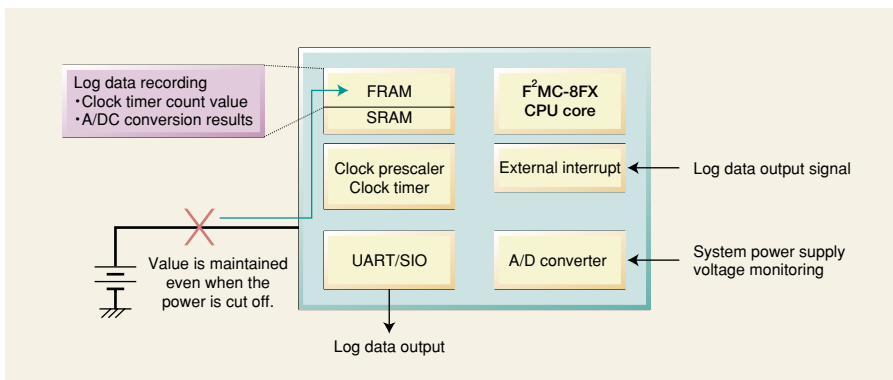 Log data recording
・Clock timer count value
・A/DC conversion results
FRAM
SRAM
F²MC-8FX
CPU core
Clock prescaler
Clock timer
External interrupt
Log data output signal
Value is maintained
even when the
power is cut off.
UART/SIO
A/D converter
System power supply
voltage monitoring
Log data output